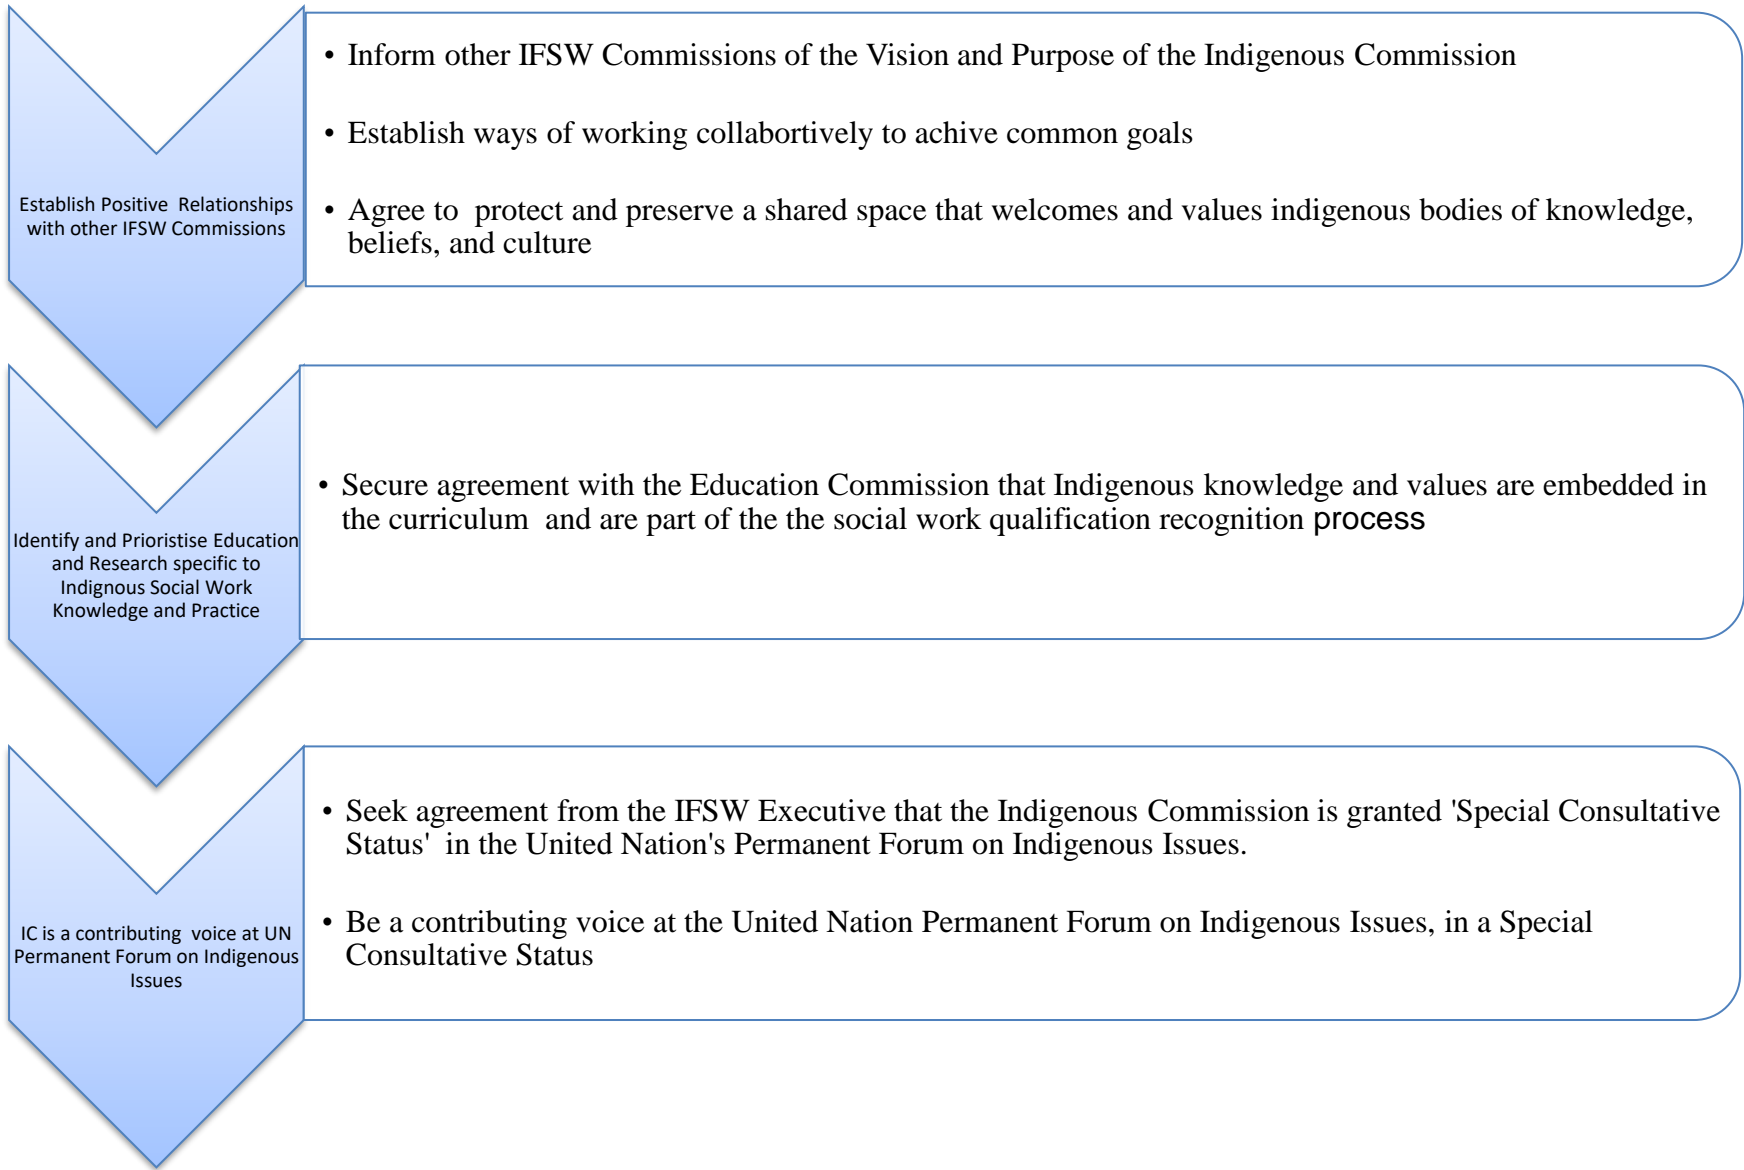 Establish Positive  Relationships
with other IFSW Commissions
• Inform other IFSW Commissions of the Vision and Purpose of the Indigenous Commission
• Establish ways of working collabortively to achive common goals
• Agree to  protect and preserve a shared space that welcomes and values indigenous bodies of knowledge,
beliefs, and culture
Identify and Prioristise Education
and Research specific to
Indignous Social Work
Knowledge and Practice
• Secure agreement with the Education Commission that Indigenous knowledge and values are embedded in
the curriculum  and are part of the the social work qualification recognition process
IC is a contributing  voice at UN
Permanent Forum on Indigenous
Issues
• Seek agreement from the IFSW Executive that the Indigenous Commission is granted 'Special Consultative
Status'  in the United Nation's Permanent Forum on Indigenous Issues.
• Be a contributing voice at the United Nation Permanent Forum on Indigenous Issues, in a Special
Consultative Status